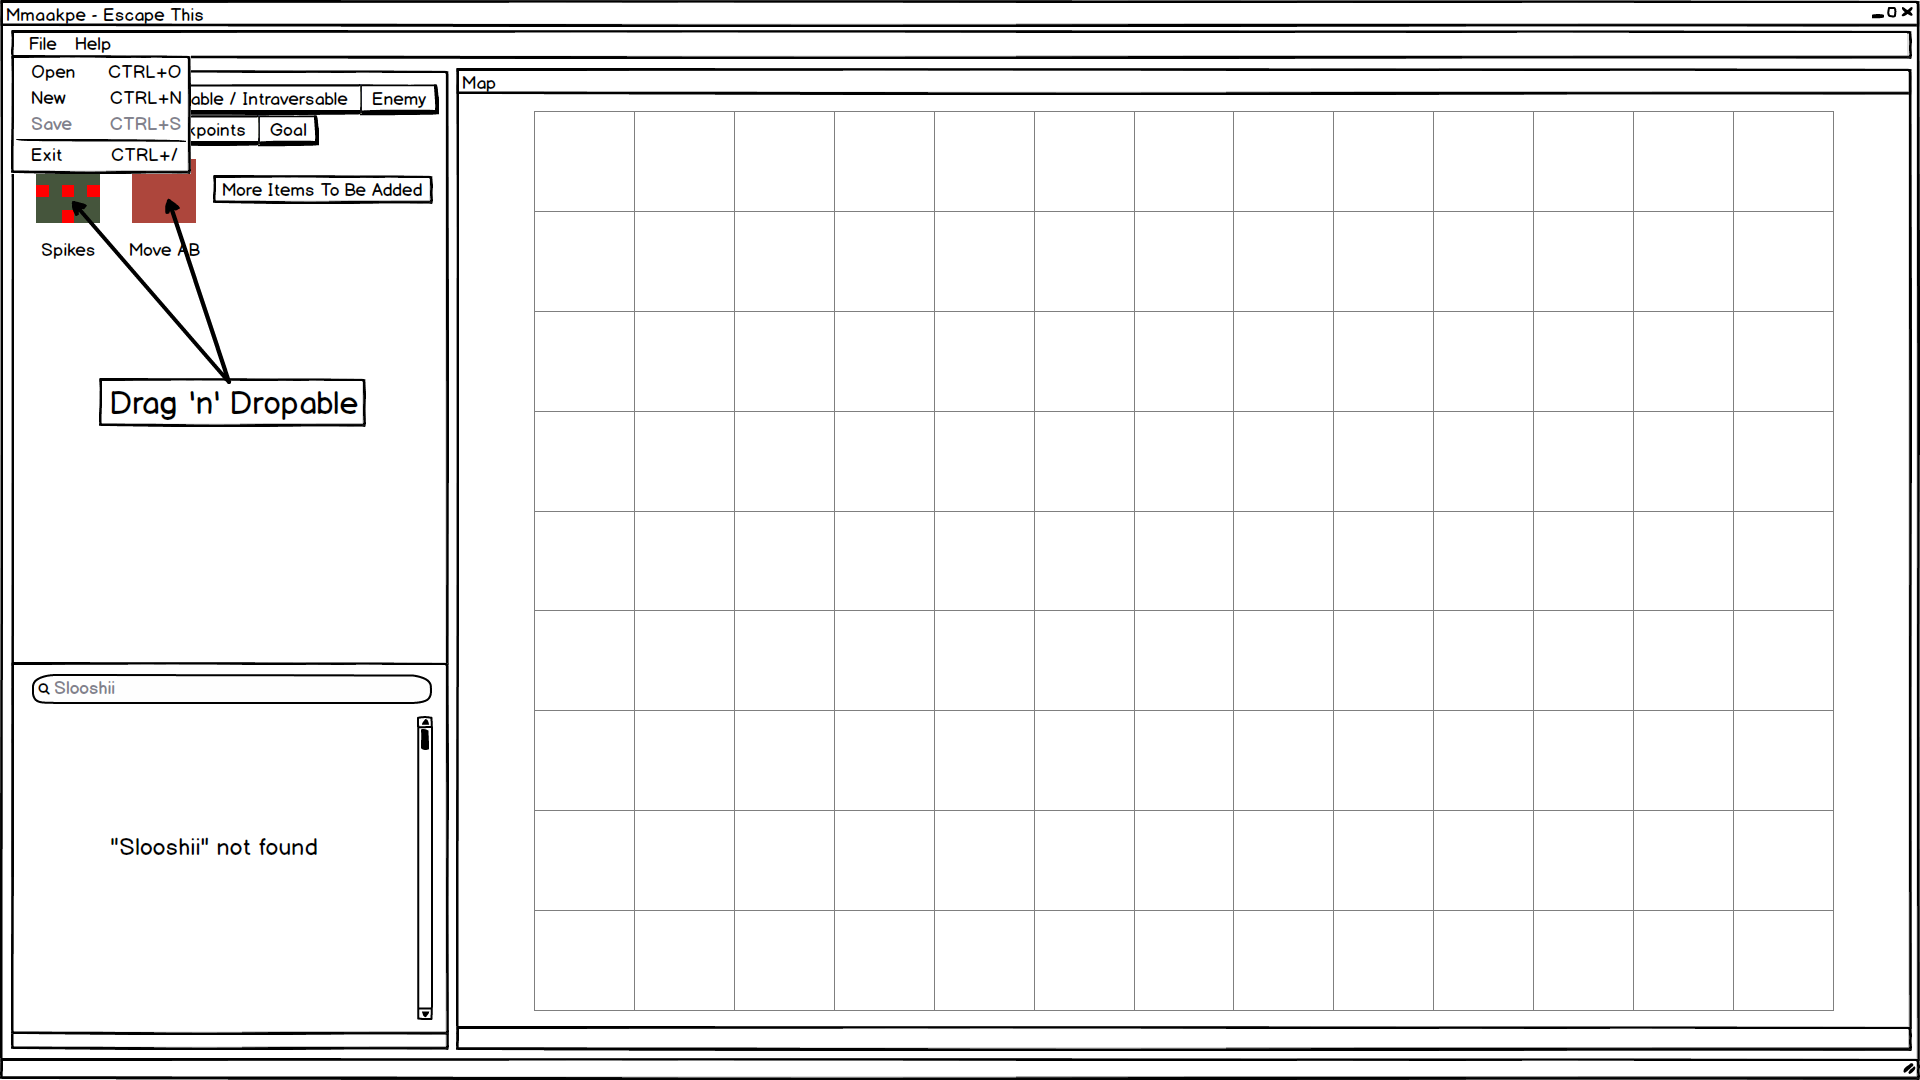 Mmaakpe - Escape This
File Help
Open CTRL+O
New CTRL+N
Save CTRL+S
Exit CTRL+/
able / Intraversable Enemy
kpoints Goal
More Items To Be Added
Spikes Move AB
Drag 'n' Dropable
Slooshii
"Slooshii" not found
Map